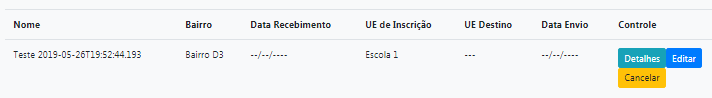 Nome Bairro Data Recebimento UE de Inscrição UE Destino Data Envio Controle
Teste 2019-05-26T19:52:44.193 Bairro D3 --/--/---- Escola 1 --- --/--/---- Detalhes Editar
Cancelar